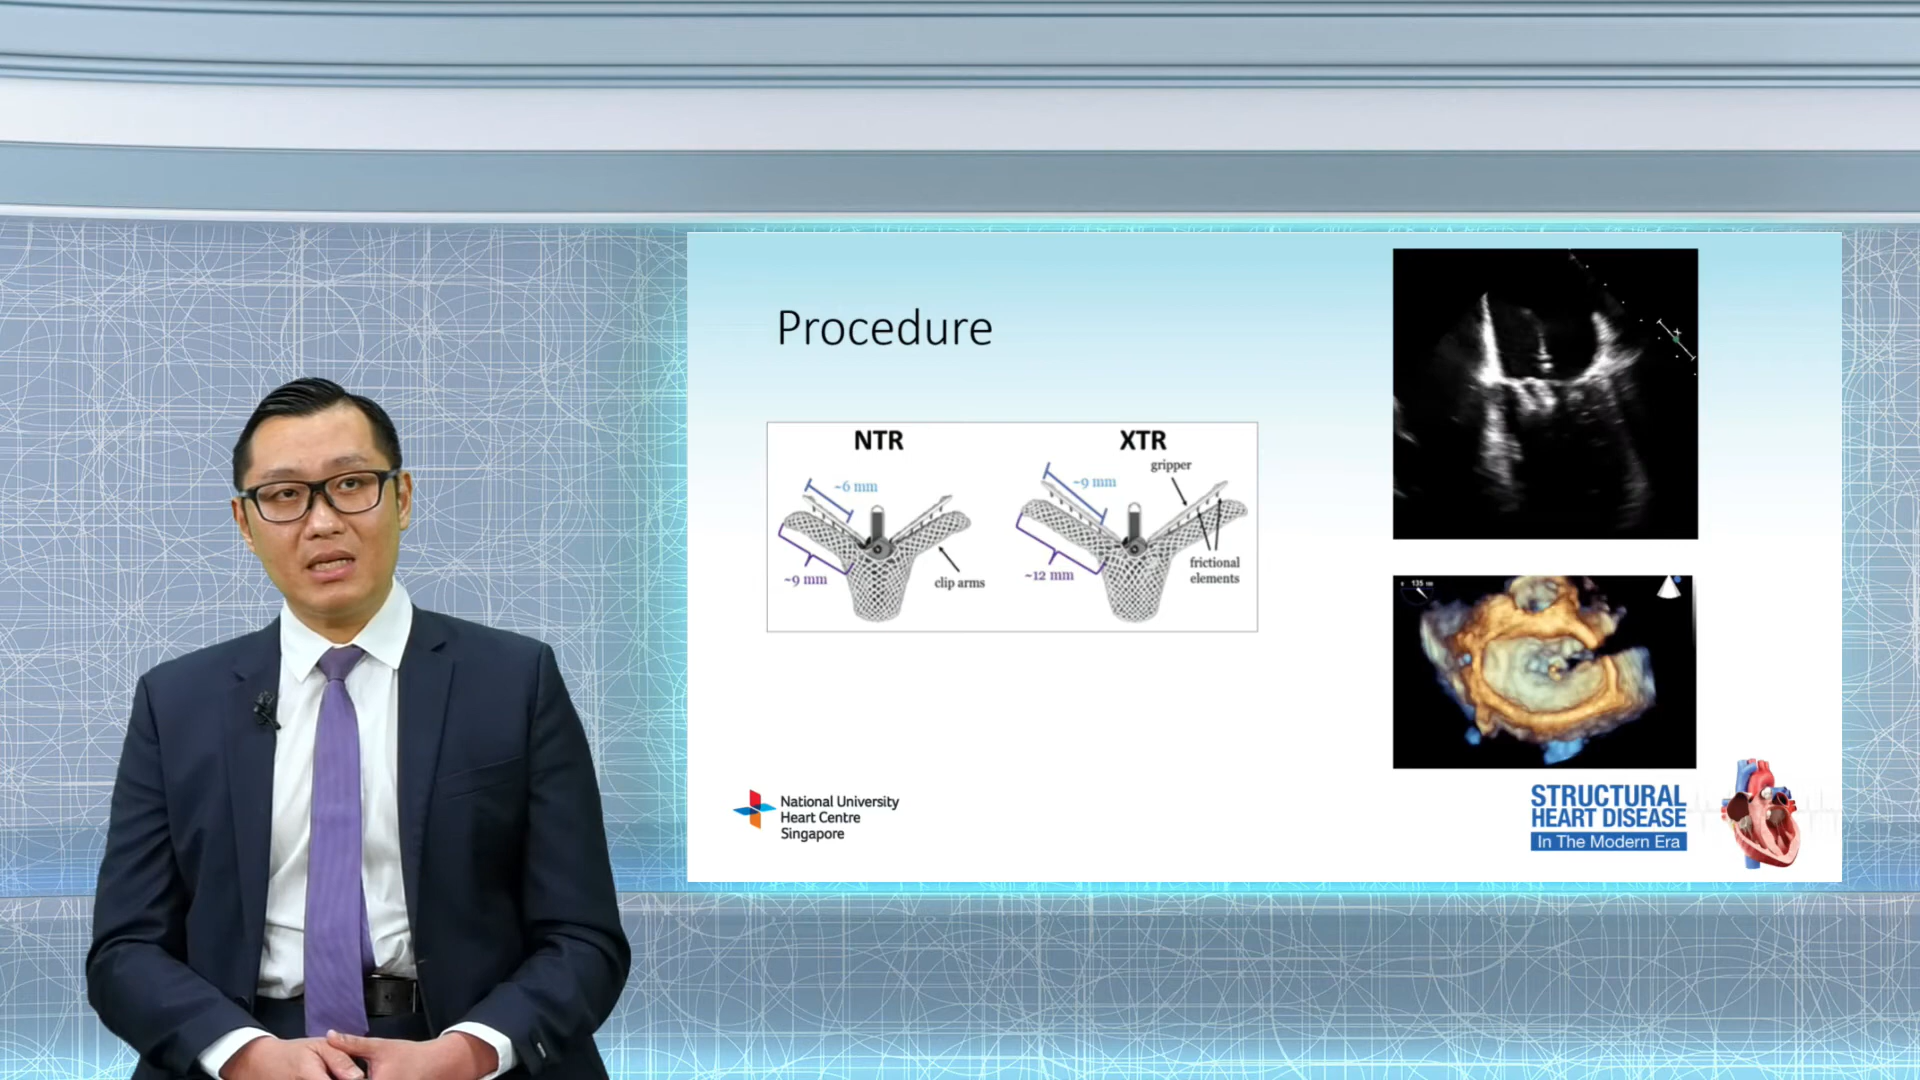 Procedure
NTR
~6 mm
~9 mm
clip arms
XTR
gripper
~9 mm
~12 mm
frictional
elements
135
National University
Heart Centre
Singapore
STRUCTURAL
HEART DISEASE
In The Modern Era